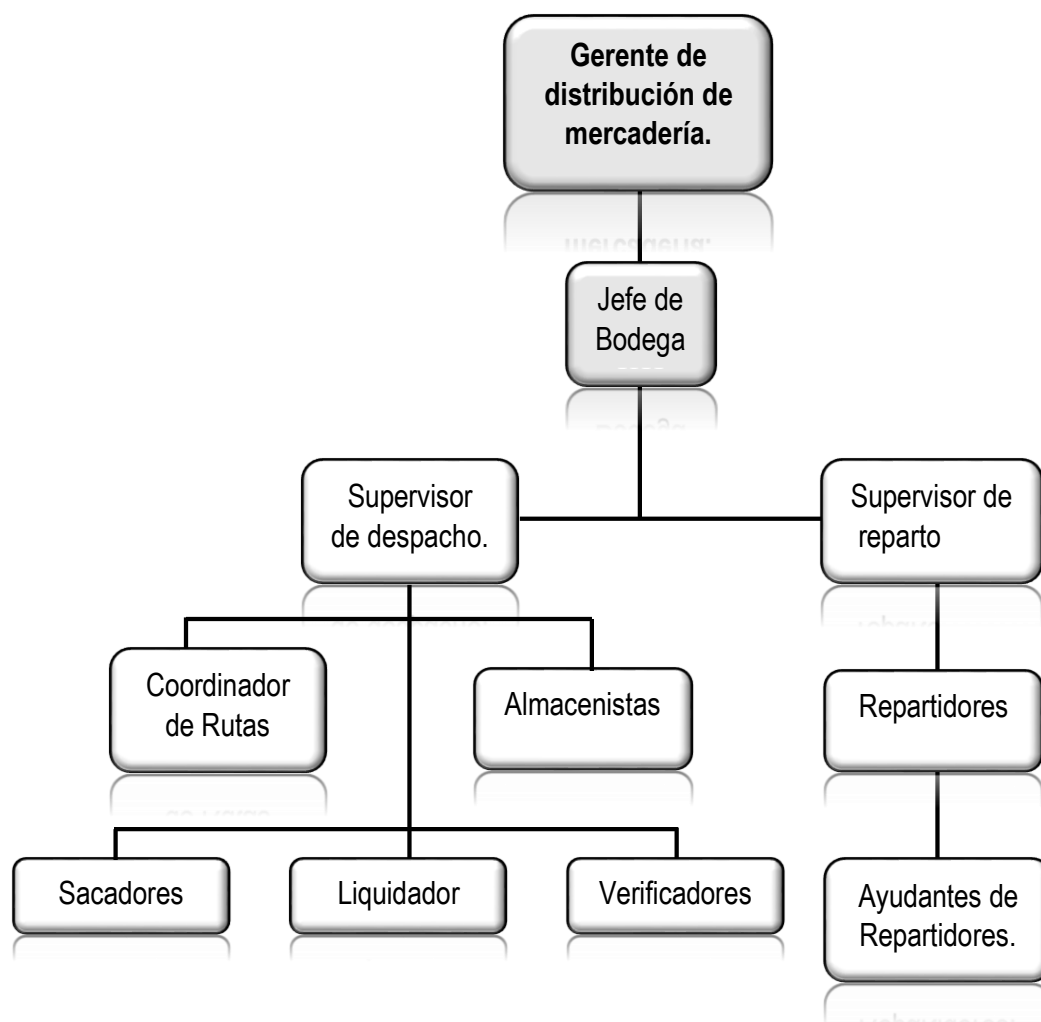 Gerente de
distribución de
mercadería.
Jefe de
Bodega
Supervisor
de despacho.
Supervisor de
reparto
Coordinador
de Rutas
Almacenistas
Repartidores
Sacadores
Liquidador
Verificadores
Ayudantes de
Repartidores.